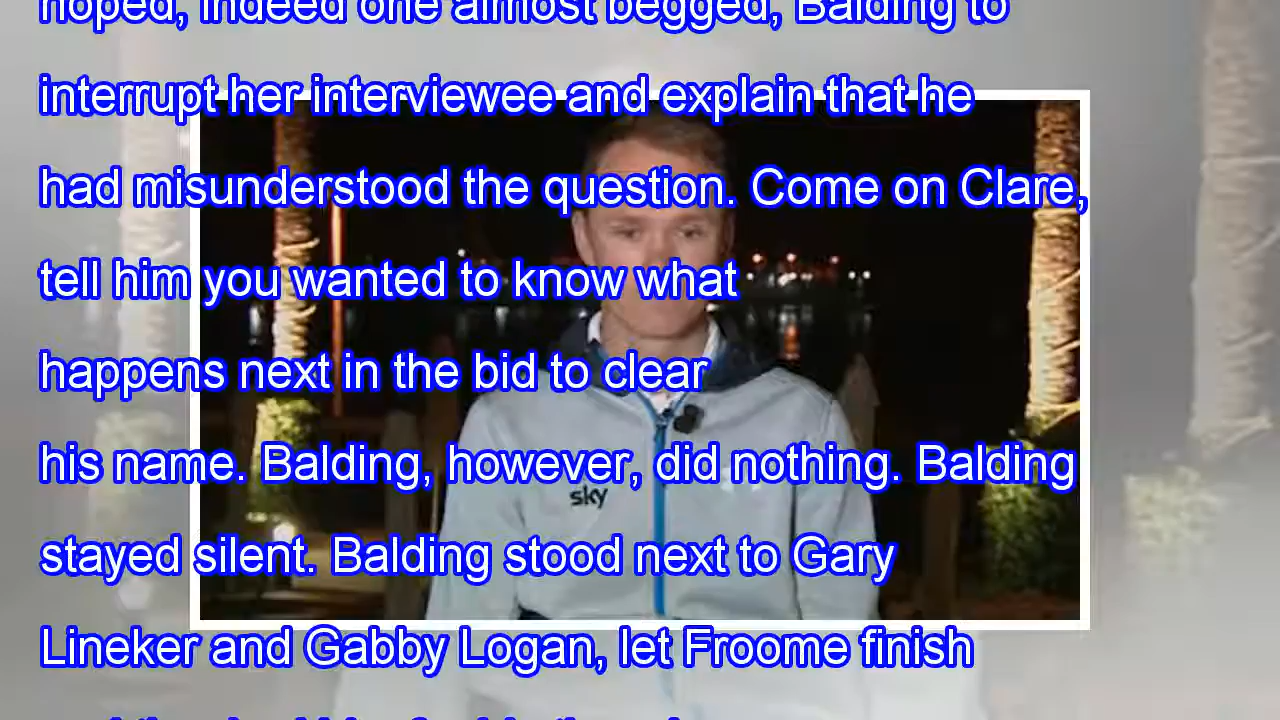 hoped, indeed one almost begged, Balding to
interrupt her interviewee and explain that he
had misunderstood the question. Come on Clare,
tell him you wanted to know what
happens next in the bid to clear
his name. Balding, however, did nothing. Balding
sky
stayed silent. Balding stood next to Gary
Lineker and Gabby Logan, let Froome finish